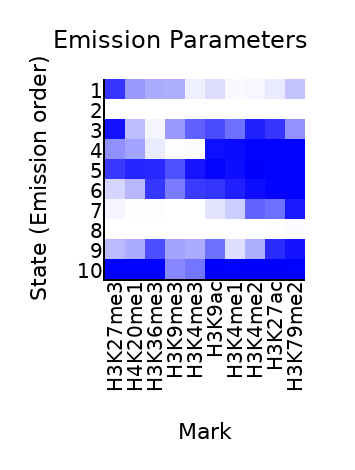 Emission Parameters
State (Emission order)
1
2
3
4
5
6
7
8
9
10
H3K27me3
H4K20me1
H3K36me3
H3K9me3
H3K4me3
H3K9ac
H3K4me1
H3K4me2
H3K27ac
H3K79me2
Mark